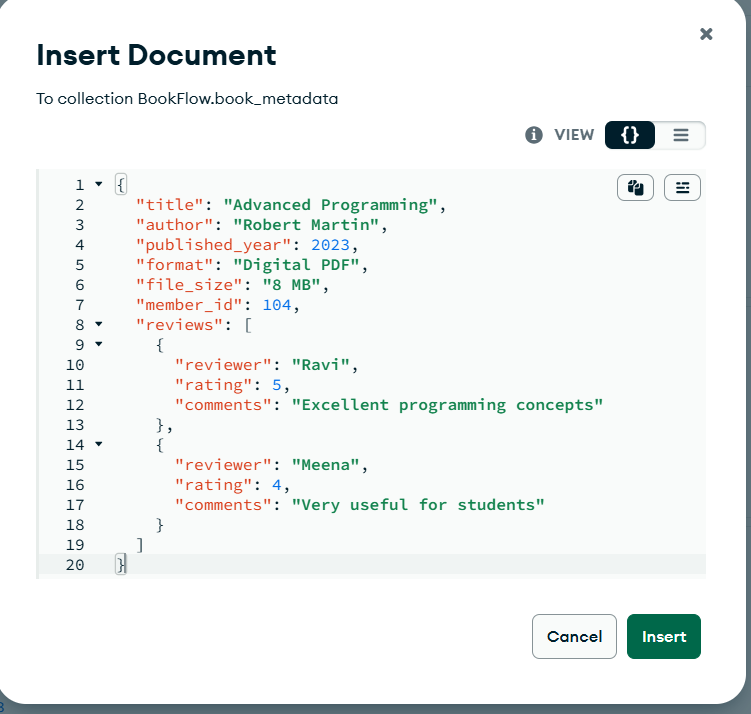 Insert Document
To collection BookFlow.book_metadata
VIEW {}
1 {
2 "title": "Advanced Programming",
3 "author": "Robert Martin",
4 "published_year": 2023,
5 "format": "Digital PDF",
6 "file_size": "8 MB",
7 "member_id": 104,
8 "reviews": [
9 {
10 "reviewer": "Ravi",
11 "rating": 5,
12 "comments": "Excellent programming concepts"
13 },
14 {
15 "reviewer": "Meena",
16 "rating": 4,
17 "comments": "Very useful for students"
18 }
19 ]
20 }
Cancel Insert